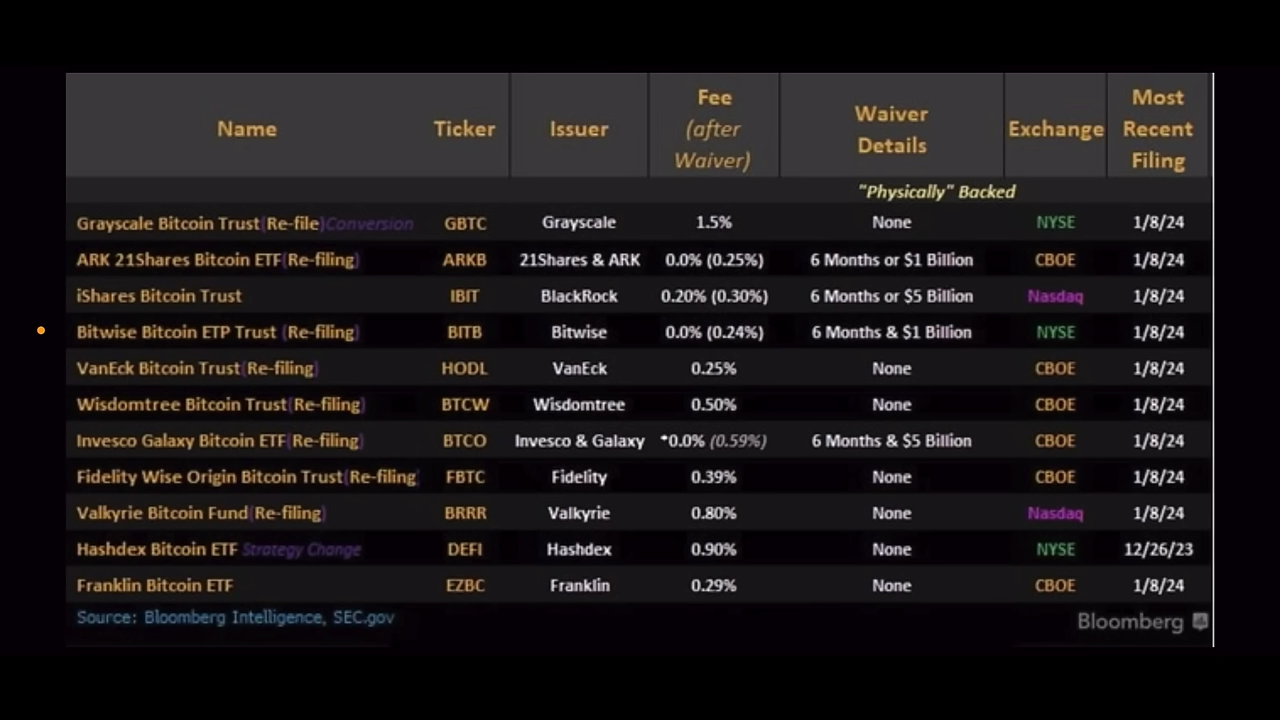 Name Ticker Issuer Fee (after Waiver) Waiver Details Exchange Most Recent Filing
"Physically" Backed
Grayscale Bitcoin Trust(Re-file)Conversion GBTC Grayscale 1.5% None NYSE 1/8/24
ARK 21Shares Bitcoin ETF(Re-filing) ARKB 21Shares & ARK 0.0% (0.25%) 6 Months or $1 Billion CBOE 1/8/24
iShares Bitcoin Trust IBIT BlackRock 0.20% (0.30%) 6 Months or $5 Billion Nasdaq 1/8/24
Bitwise Bitcoin ETP Trust (Re-filing) BITB Bitwise 0.0% (0.24%) 6 Months & $1 Billion NYSE 1/8/24
VanEck Bitcoin Trust(Re-filing) HODL VanEck 0.25% None CBOE 1/8/24
Wisdomtree Bitcoin Trust(Re-filing) BTCW Wisdomtree 0.50% None CBOE 1/8/24
Invesco Galaxy Bitcoin ETF(Re-filing) BTCO Invesco & Galaxy *0.0% (0.59%) 6 Months & $5 Billion CBOE 1/8/24
Fidelity Wise Origin Bitcoin Trust(Re-filing FBTC Fidelity 0.39% None CBOE 1/8/24
Valkyrie Bitcoin Fund(Re-filing) BRRR Valkyrie 0.80% None Nasdaq 1/8/24
Hashdex Bitcoin ETF Strategy Change DEFI Hashdex 0.90% None NYSE 12/26/23
Franklin Bitcoin ETF EZBC Franklin 0.29% None CBOE 1/8/24
Source: Bloomberg Intelligence, SEC.gov Bloomberg